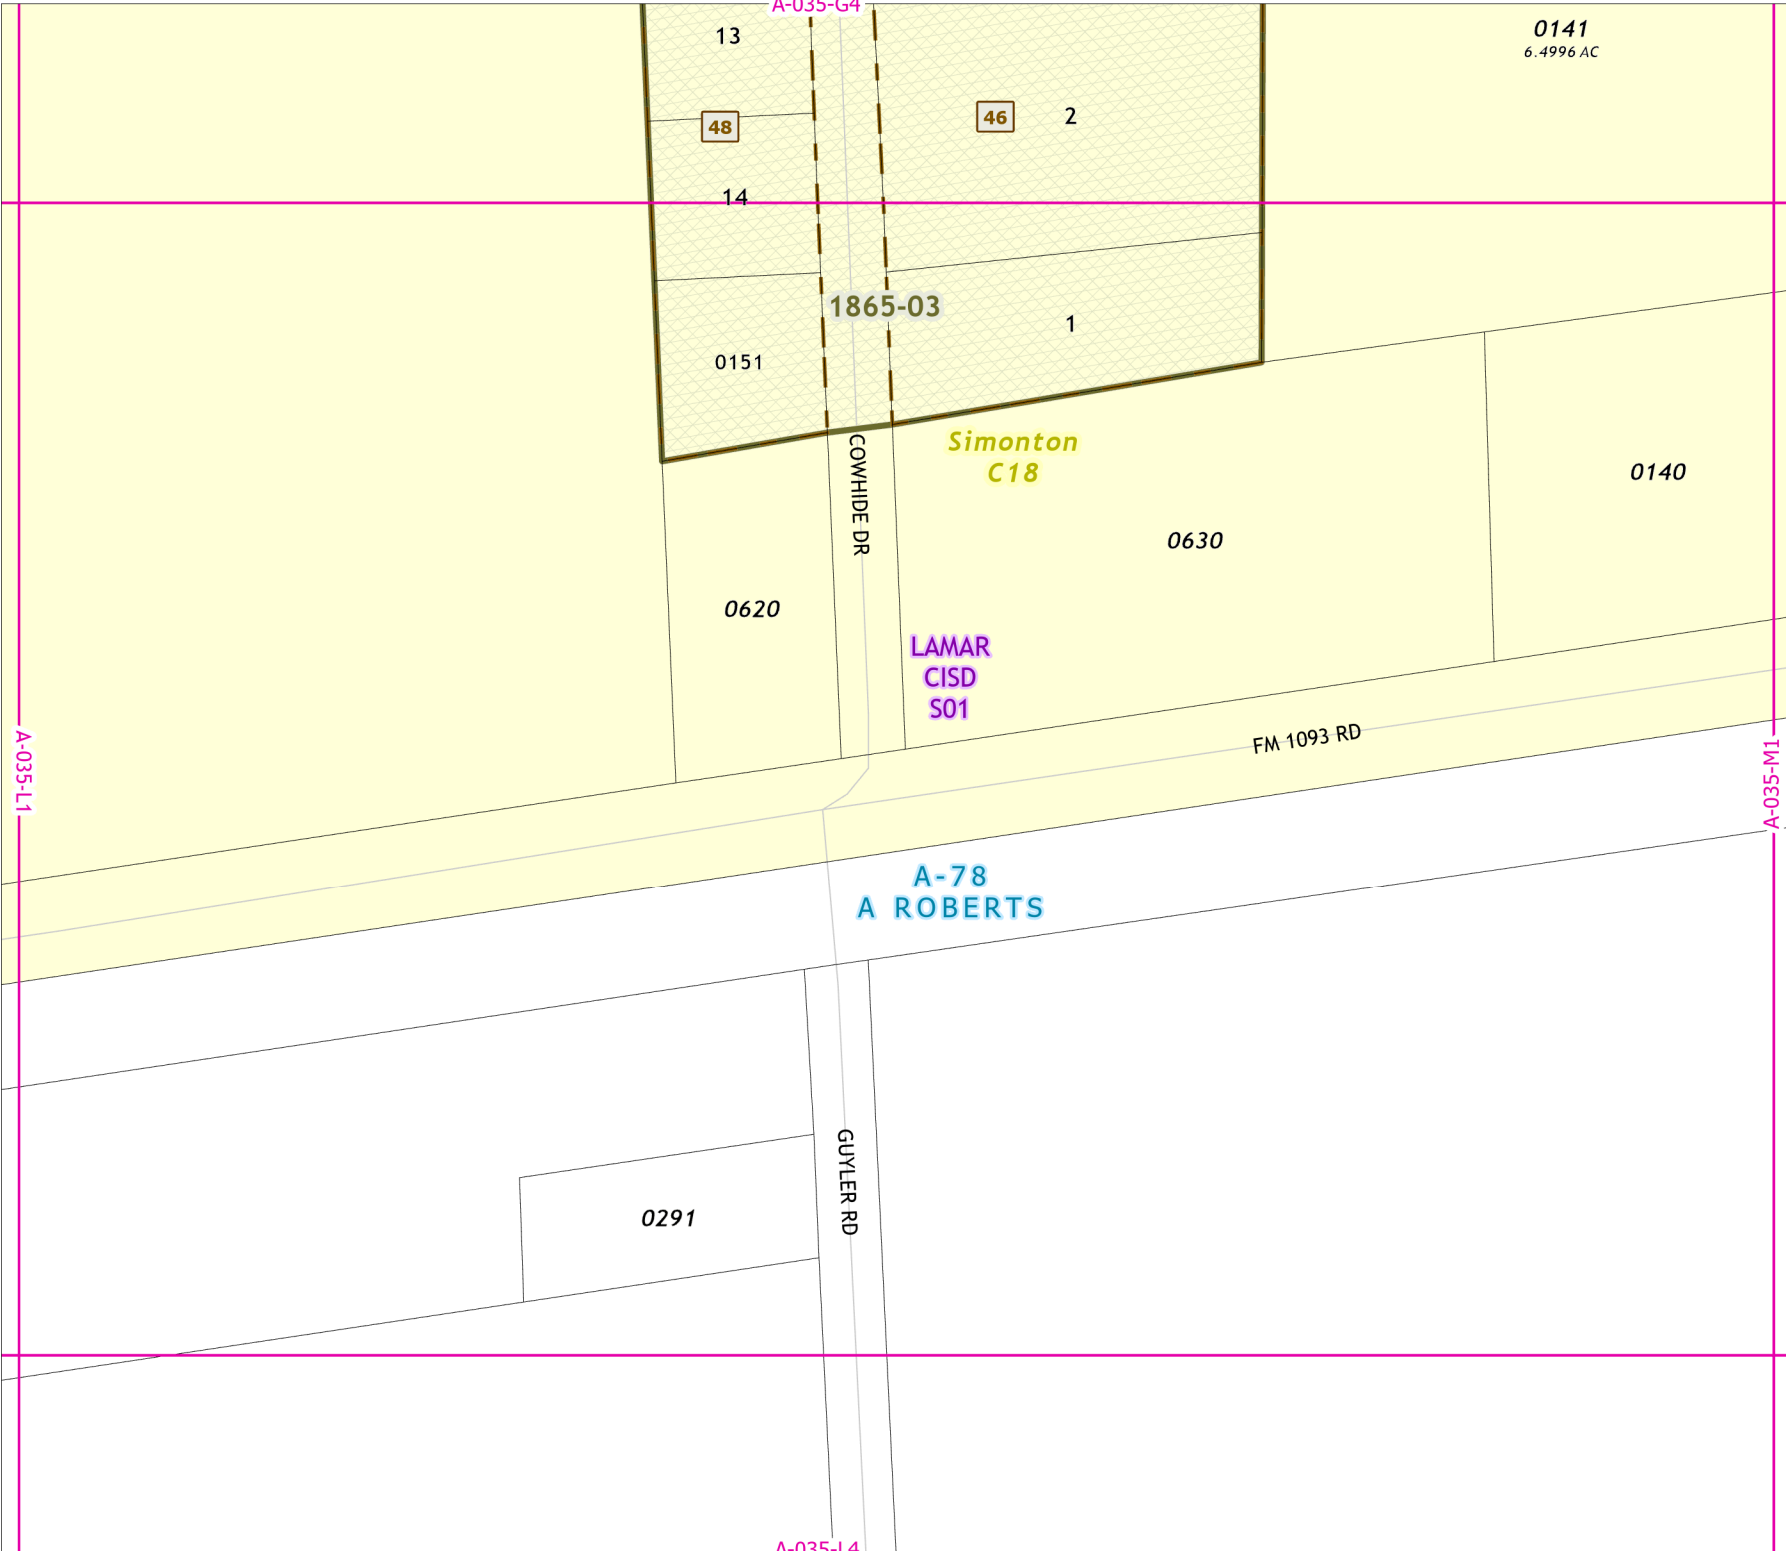 A-035-G4
13
0141
6.4996 AC
48
46
2
14
1865-03
1
0151
COWHIDE DR
Simonton
C18
0140
0630
0620
LAMAR
CISD
S01
FM 1093 RD
A-035-L1
A-035-M1
A-78
A ROBERTS
GUYLER RD
0291
A-035-L4